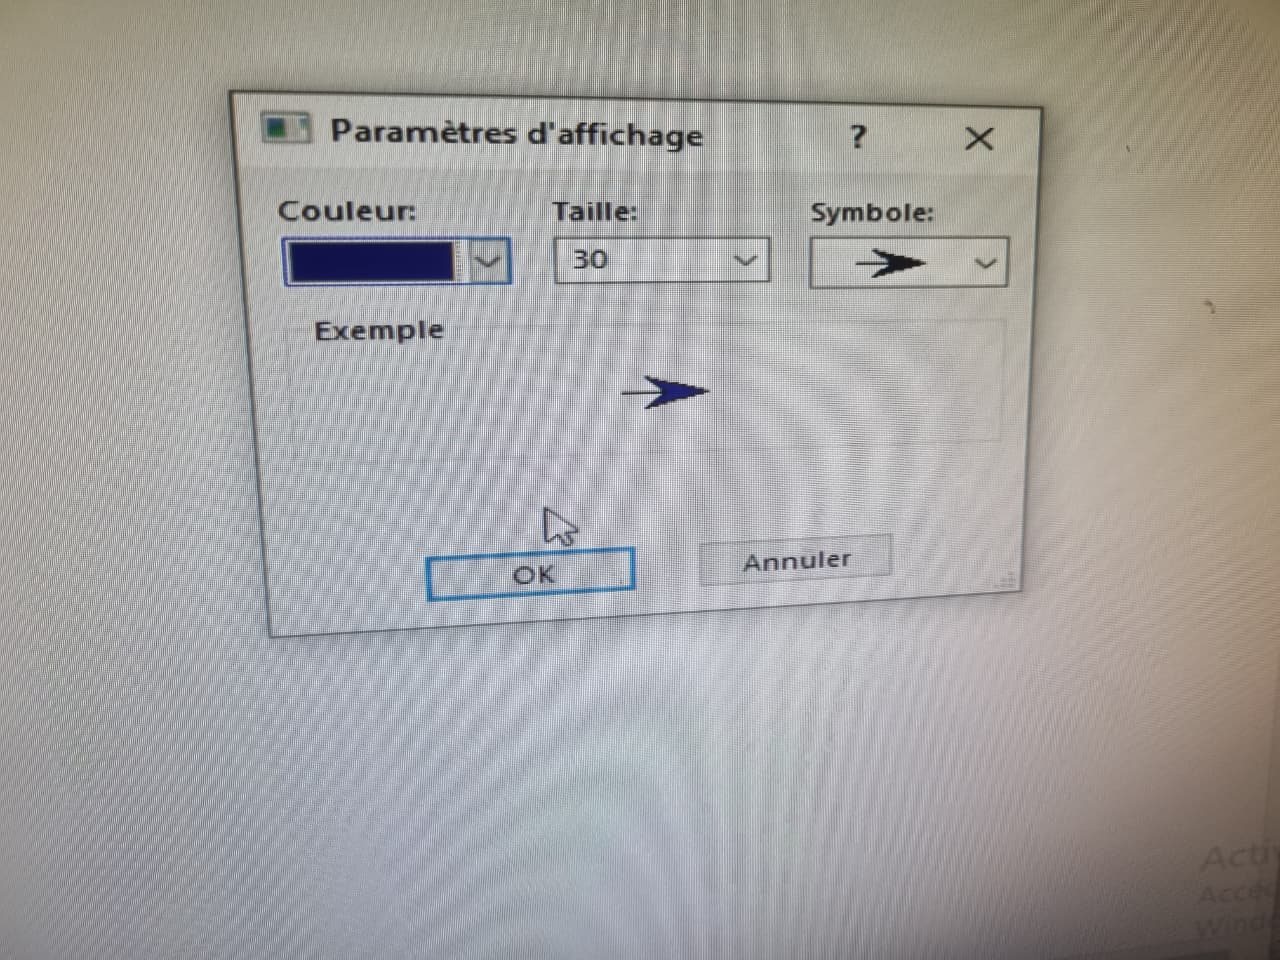 Paramètres d'affichage ?
Couleur: Taille: Symbole:
30
Exemple
OK Annuler